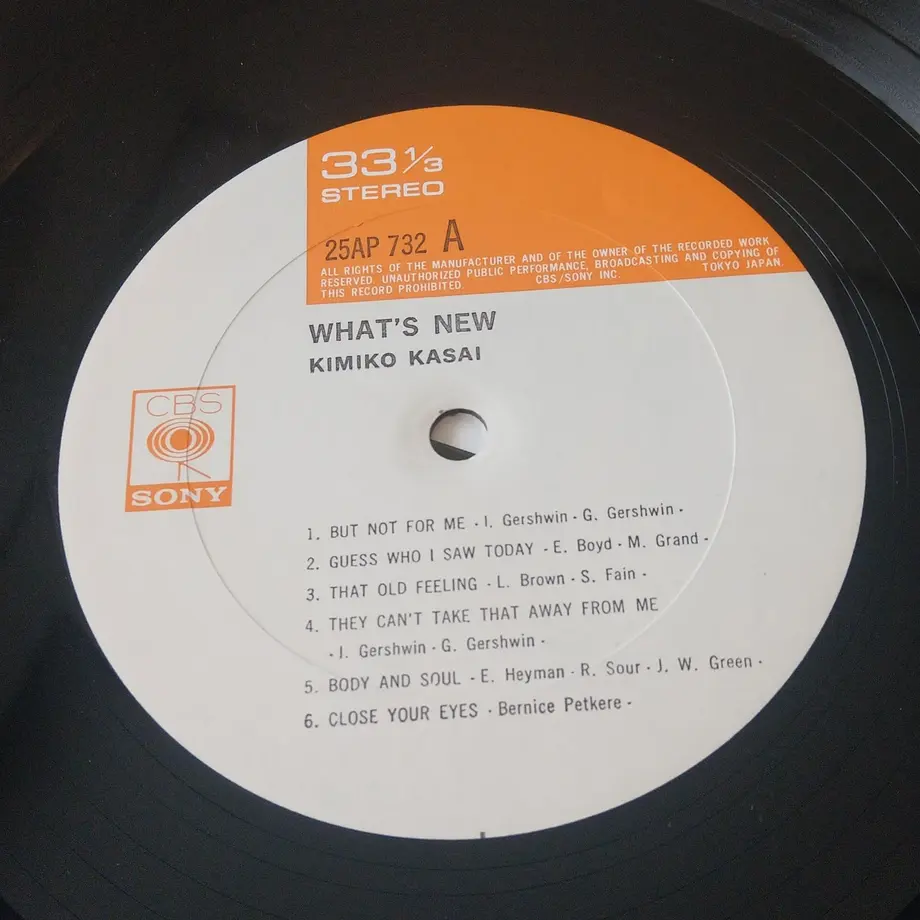 33 1/3
STEREO
25AP 732 A
ALL RIGHTS OF THE MANUFACTURER AND OF THE OWNER OF THE RECORDED WORK
RESERVED. UNAUTHORIZED PUBLIC PERFORMANCE, BROADCASTING AND COPYING OF
THIS RECORD PROHIBITED. CBS/SONY INC. TOKYO JAPAN.
WHAT'S NEW
KIMIKO KASAI
CBS
SONY
1. BUT NOT FOR ME · I. Gershwin · G. Gershwin ·
2. GUESS WHO I SAW TODAY · E. Boyd · M. Grand ·
3. THAT OLD FEELING · L. Brown · S. Fain ·
4. THEY CAN'T TAKE THAT AWAY FROM ME
· I. Gershwin · G. Gershwin ·
5. BODY AND SOUL · E. Heyman · R. Sour · J. W. Green ·
6. CLOSE YOUR EYES · Bernice Petkere ·